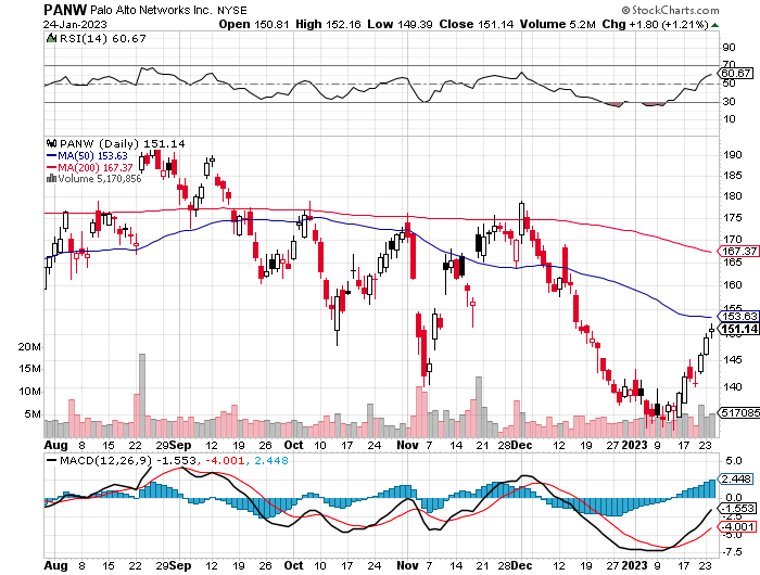 PANW Palo Alto Networks Inc. NYSE © StockCharts.com
24-Jan-2023 Open 150.81 High 152.16 Low 149.39 Close 151.14 Volume 5.2M Chg +1.80 (+1.21%)
RSI(14) 60.67
90
70
60.67
50
30
10
PANW (Daily) 151.14
MA(50) 153.63
MA(200) 167.37
Volume 5,170,856
190
185
180
175
170
167.37
165
160
155
153.63
151.14
145
140
20M
15M
10M
5M
517085
Aug 8 15 22 29 Sep 12 19 26 Oct 10 17 24 Nov 7 14 21 28 Dec 12 19 27 2023 9 17 23
MACD(12,26,9) -1.553, -4.001, 2.448
5.0
2.448
0.0
-1.553
-2.5
-4.001
-5.0
-7.5
Aug 8 15 22 29 Sep 12 19 26 Oct 10 17 24 Nov 7 14 21 28 Dec 12 19 27 2023 9 17 23